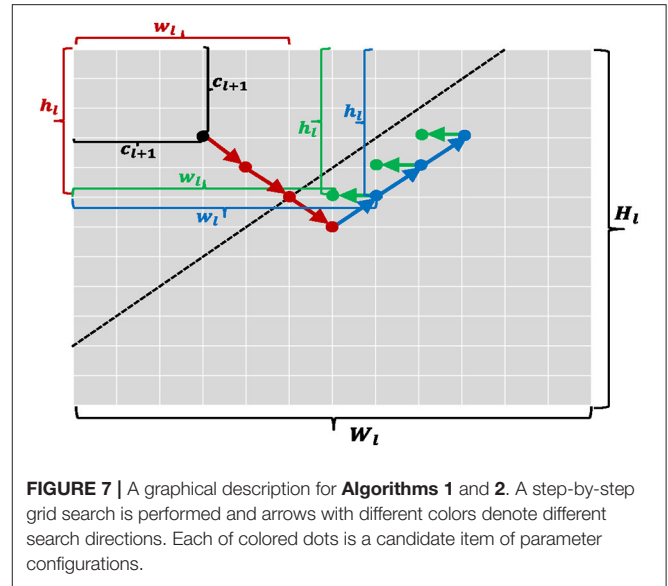 w_l
c_{l+1}
h_l
h_l
h_l
c_{l+1}
w_l
w_l
H_l
W_l
FIGURE 7 | A graphical description for Algorithms 1 and 2. A step-by-step
grid search is performed and arrows with different colors denote different
search directions. Each of colored dots is a candidate item of parameter
configurations.